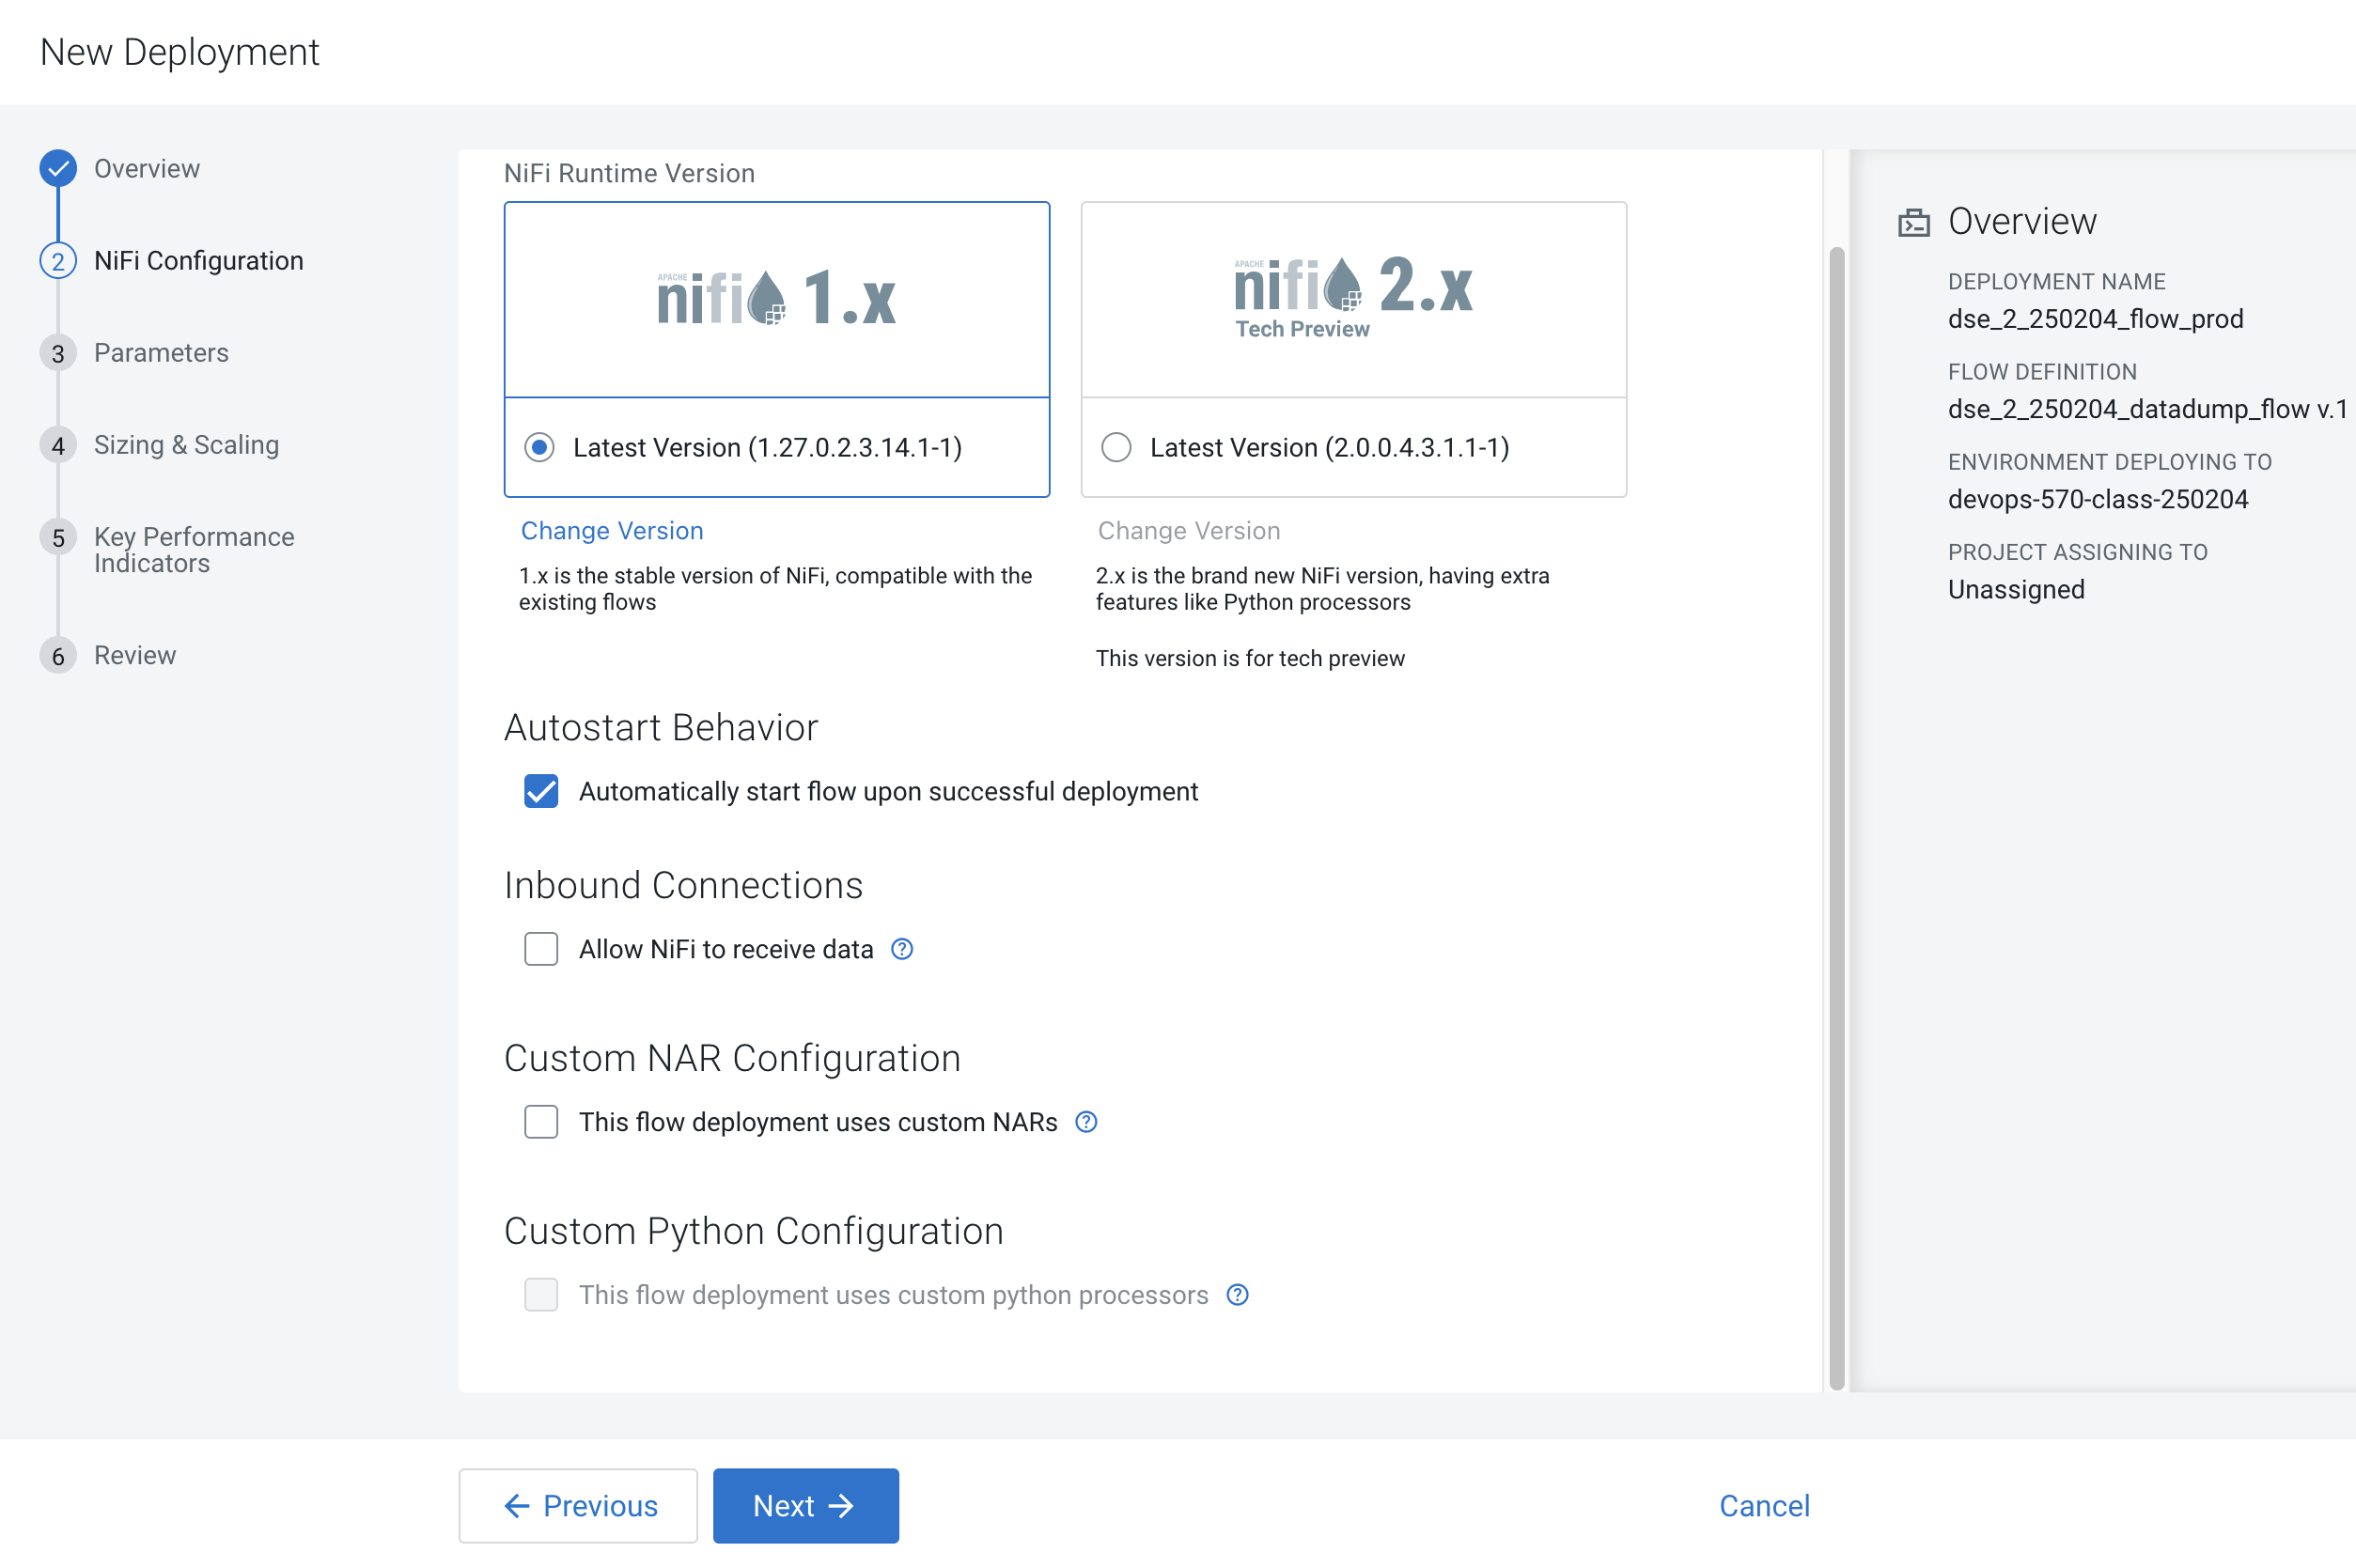 New Deployment
Overview
2
NiFi Configuration
3
Parameters
4
Sizing & Scaling
5
Key Performance
Indicators
6
Review
NiFi Runtime Version
APACHE
nifi 1.x
Latest Version (1.27.0.2.3.14.1-1)
Change Version
1.x is the stable version of NiFi, compatible with the
existing flows
APACHE
nifi 2.x
Tech Preview
Latest Version (2.0.0.4.3.1.1-1)
Change Version
2.x is the brand new NiFi version, having extra
features like Python processors
This version is for tech preview
Autostart Behavior
Automatically start flow upon successful deployment
Inbound Connections
Allow NiFi to receive data ?
Custom NAR Configuration
This flow deployment uses custom NARs ?
Custom Python Configuration
This flow deployment uses custom python processors ?
Overview
DEPLOYMENT NAME
dse_2_250204_flow_prod
FLOW DEFINITION
dse_2_250204_datadump_flow v.1
ENVIRONMENT DEPLOYING TO
devops-570-class-250204
PROJECT ASSIGNING TO
Unassigned
← Previous
Next →
Cancel